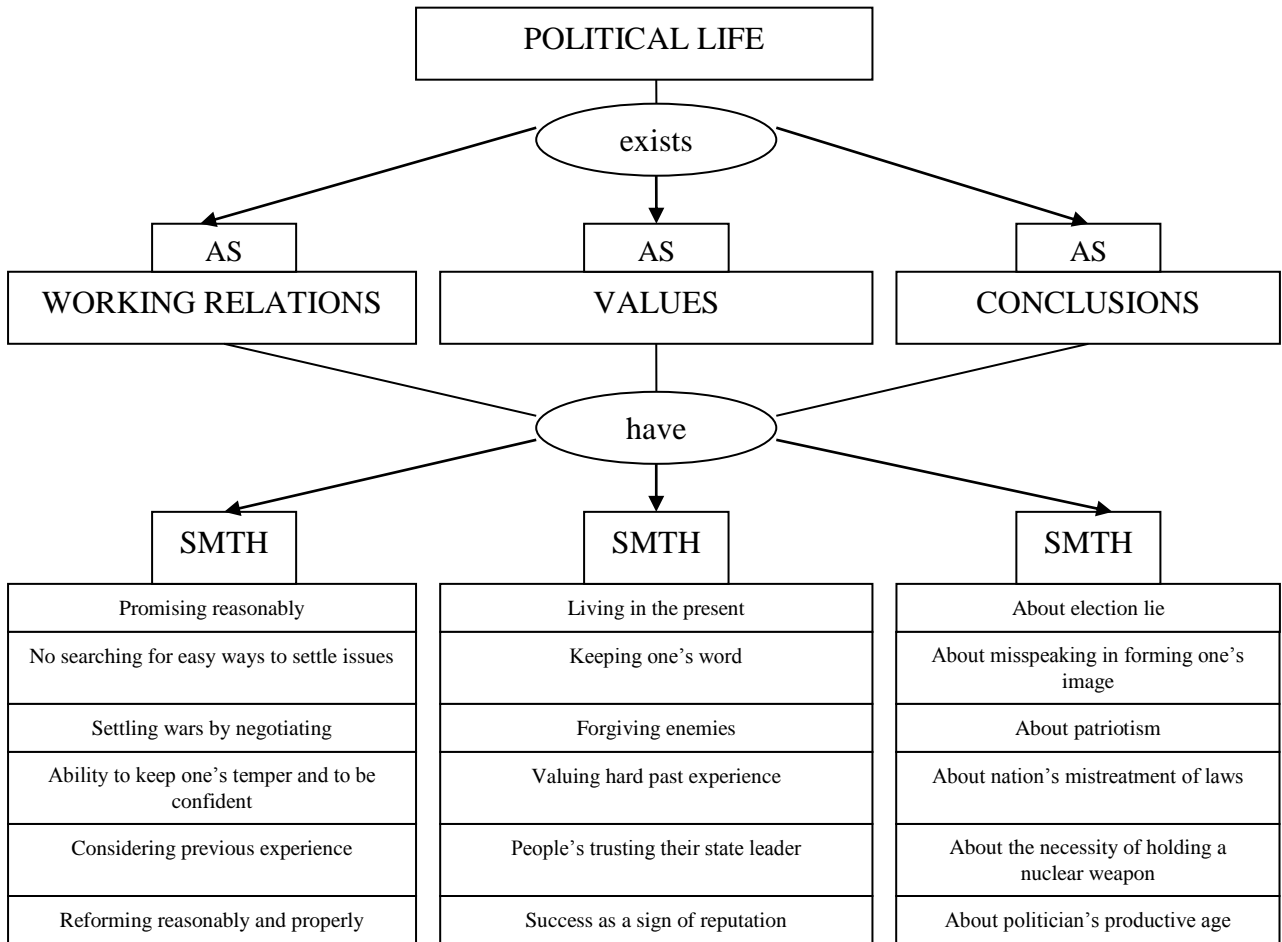 POLITICAL LIFE
exists
AS
AS
AS
WORKING RELATIONS
VALUES
CONCLUSIONS
have
SMTH
SMTH
SMTH
Promising reasonably
Living in the present
About election lie
No searching for easy ways to settle issues
Keeping one’s word
About misspeaking in forming one’s
image
Settling wars by negotiating
Forgiving enemies
About patriotism
Ability to keep one’s temper and to be
confident
Valuing hard past experience
About nation’s mistreatment of laws
Considering previous experience
People’s trusting their state leader
About the necessity of holding a
nuclear weapon
Reforming reasonably and properly
Success as a sign of reputation
About politician’s productive age